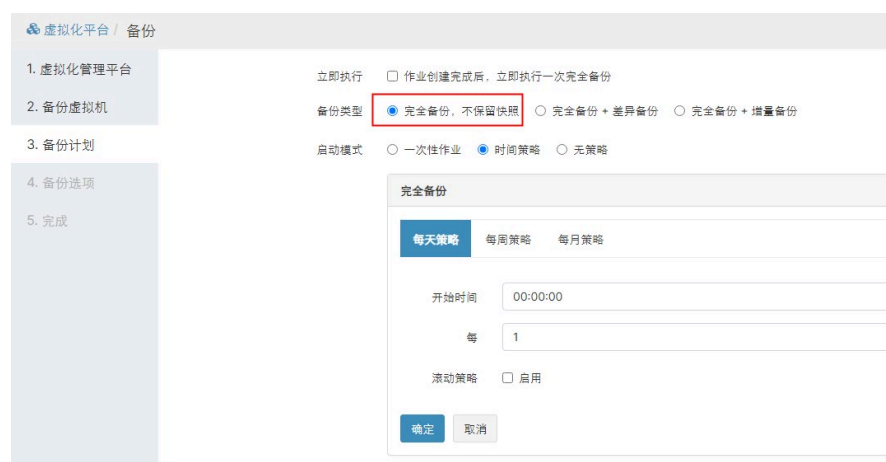 虚拟化平台 / 备份
1. 虚拟化管理平台
2. 备份虚拟机
3. 备份计划
4. 备份选项
5. 完成
立即执行 作业创建完成后，立即执行一次完全备份
备份类型 完全备份，不保留快照 完全备份 + 差异备份 完全备份 + 增量备份
启动模式 一次性作业 时间策略 无策略
完全备份
每天策略 每周策略 每月策略
开始时间 00:00:00
每 1
滚动策略 启用
确定 取消